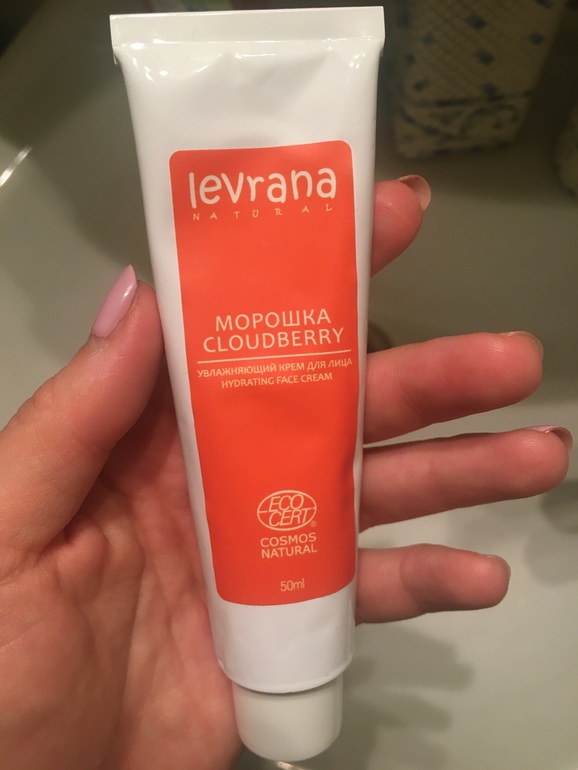 levrana
NATURAL
МОРОШКА
CLOUDBERRY
УВЛАЖНЯЮЩИЙ КРЕМ ДЛЯ ЛИЦА
HYDRATING FACE CREAM
ECO
CERT®
COSMOS
NATURAL
50ml